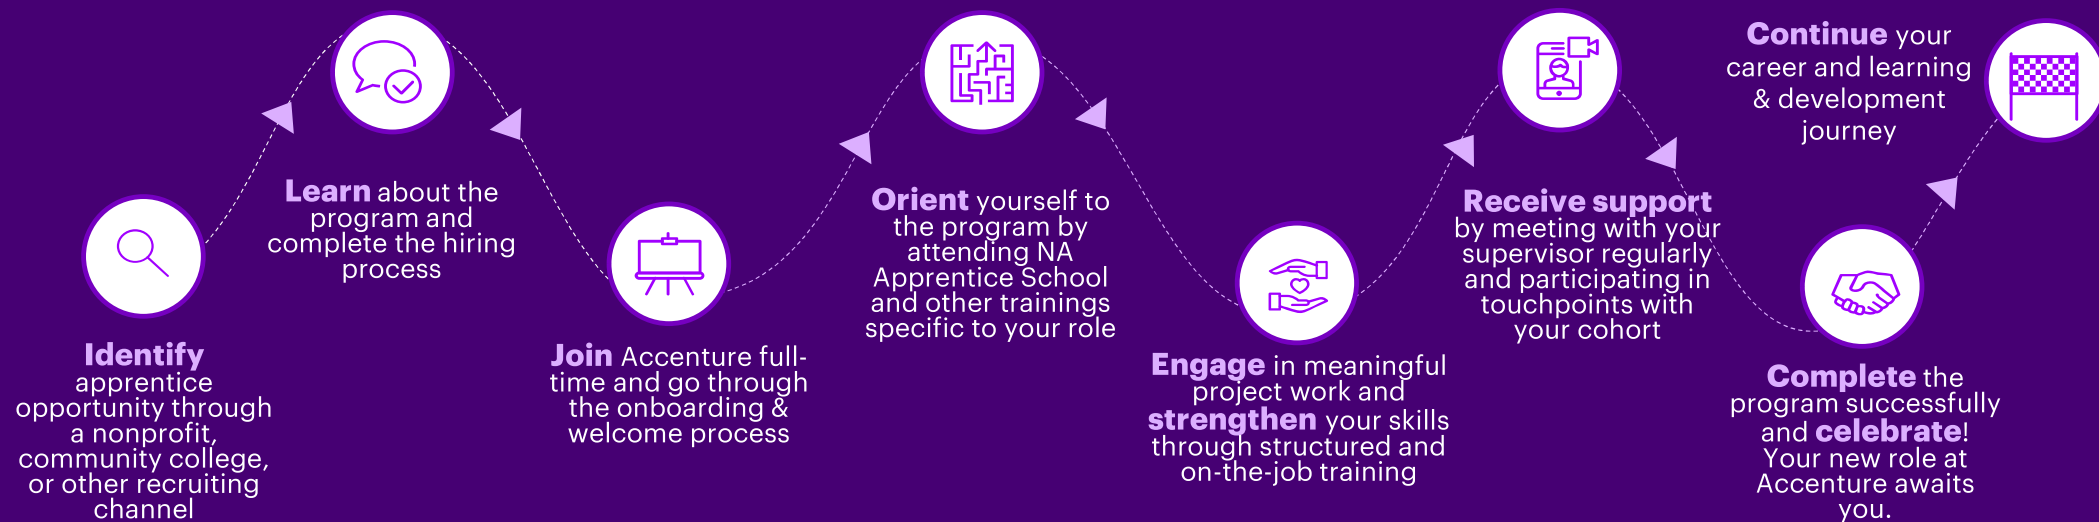 Identify
apprentice
opportunity through
a nonprofit,
community college,
or other recruiting
channel
Learn about the
program and
complete the hiring
process
Join Accenture full-
time and go through
the onboarding &
welcome process
Orient yourself to
the program by
attending NA
Apprentice School
and other trainings
specific to your role
Engage in meaningful
project work and
strengthen your skills
through structured and
on-the-job training
Receive support
by meeting with your
supervisor regularly
and participating in
touchpoints with
your cohort
Complete the
program successfully
and celebrate!
Your new role at
Accenture awaits
you.
Continue your
career and learning
& development
journey